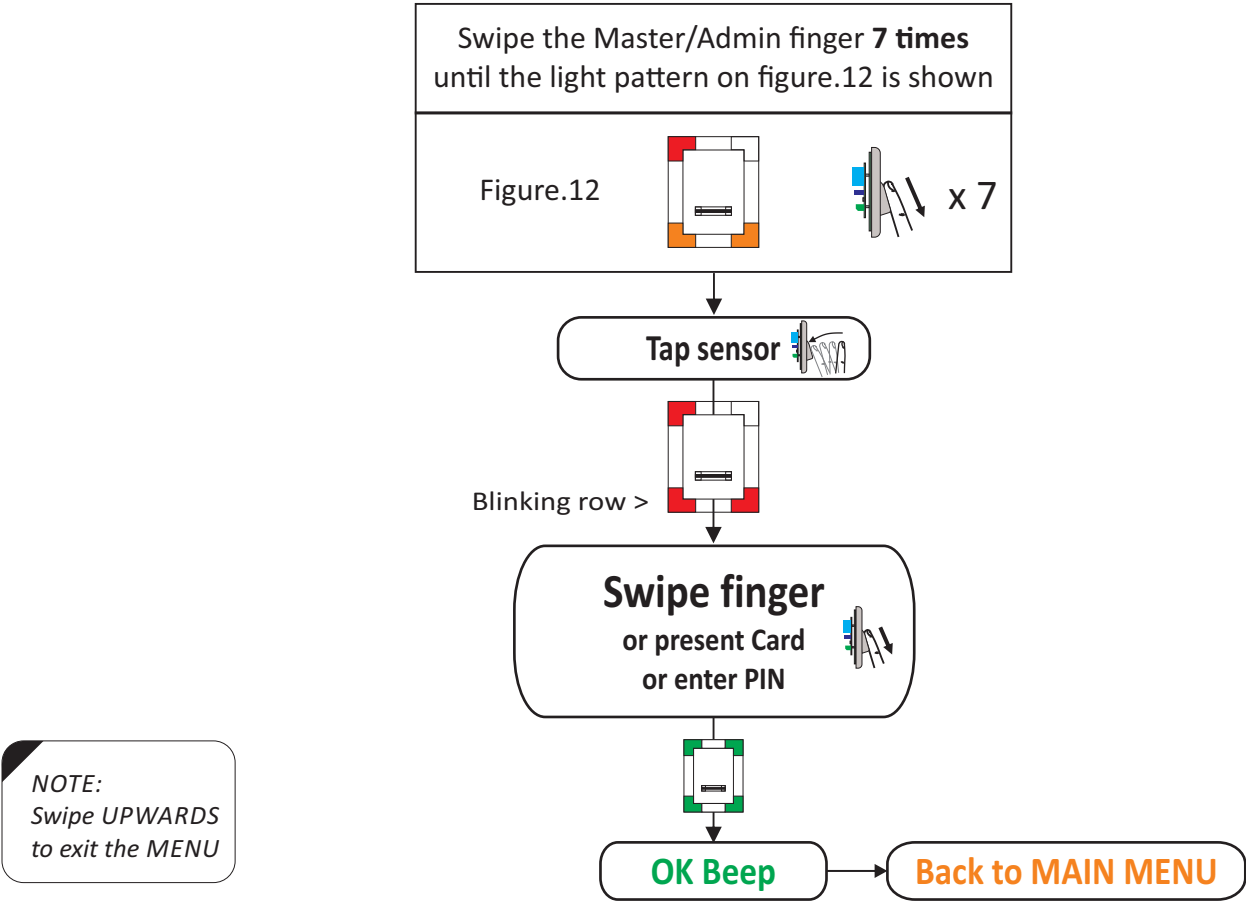 Swipe the Master/Admin finger 7 times
until the light pattern on figure.12 is shown
Figure.12
x 7
Tap sensor
Blinking row >
Swipe finger
or present Card
or enter PIN
NOTE:
Swipe UPWARDS
to exit the MENU
OK Beep
Back to MAIN MENU